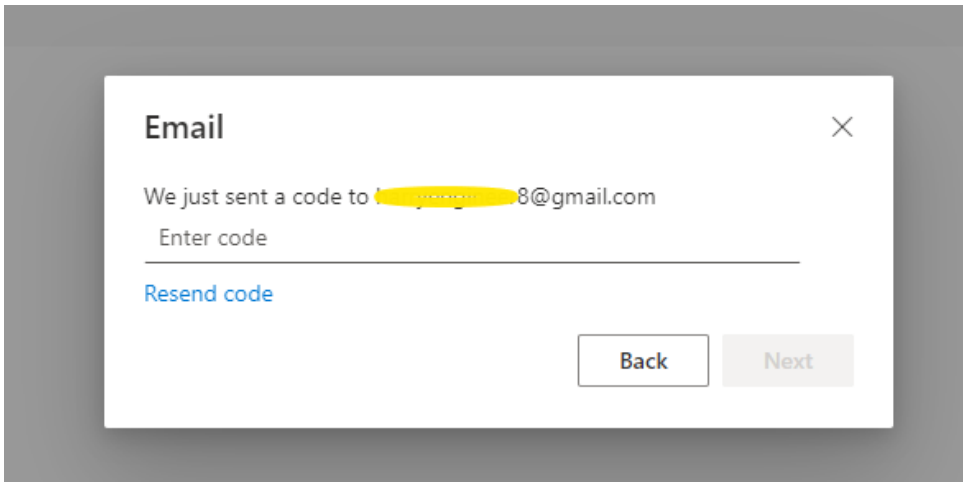 Email
We just sent a code to 8@gmail.com
Enter code
Resend code
Back
Next